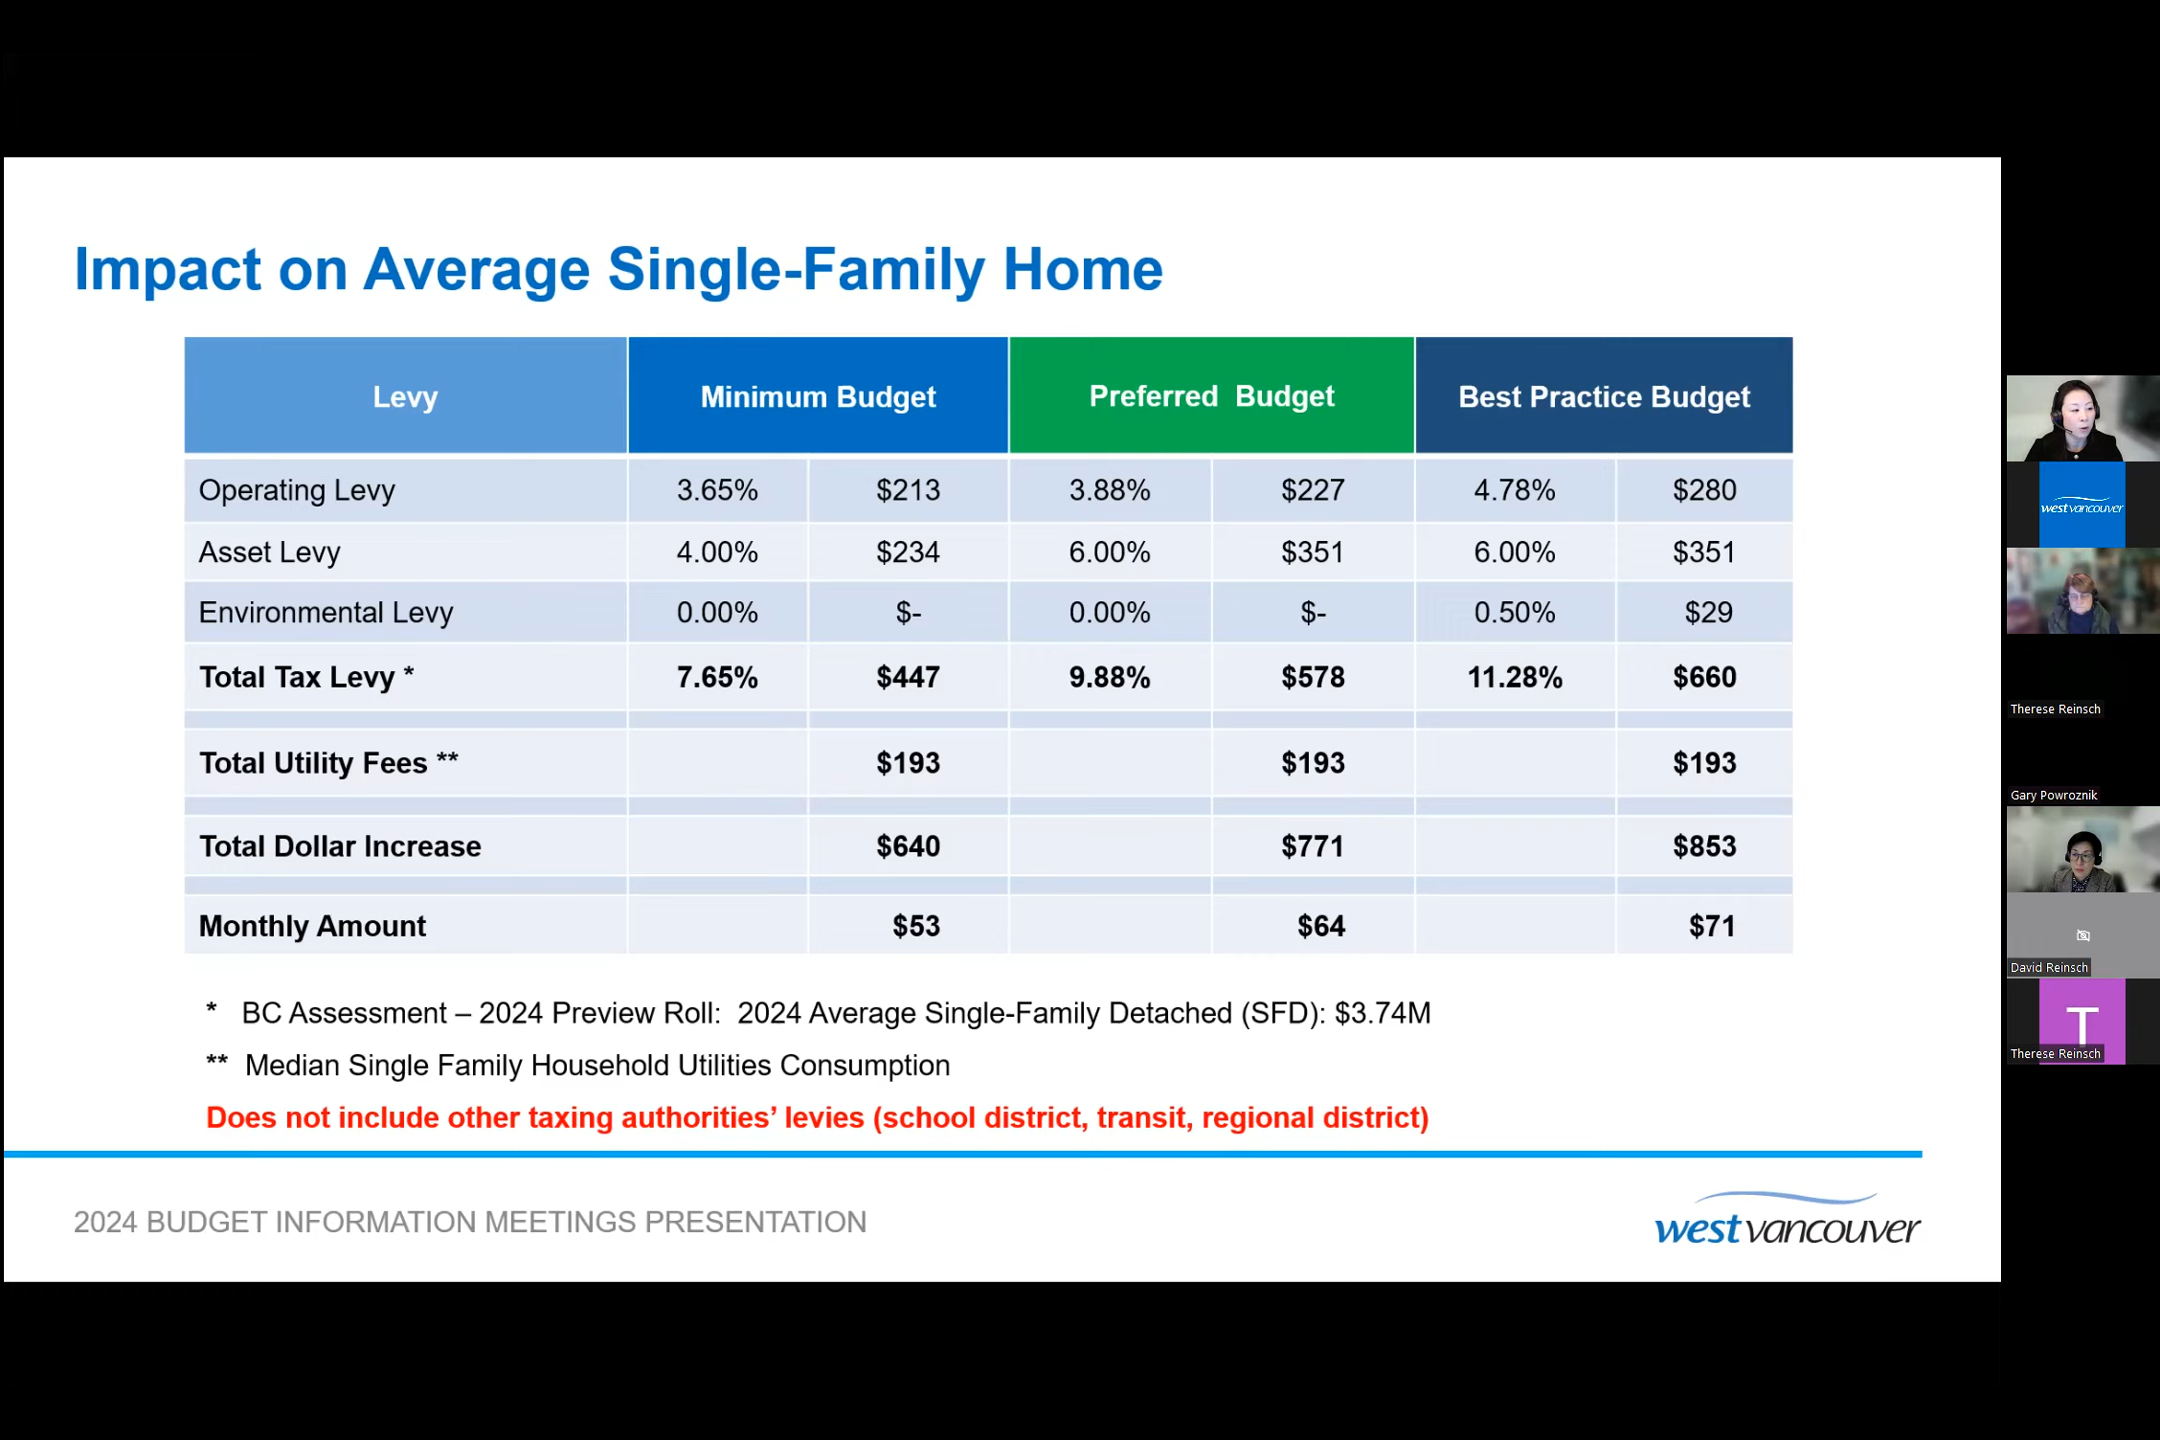 Impact on Average Single-Family Home
Levy Minimum Budget Preferred Budget Best Practice Budget
Operating Levy 3.65% $213 3.88% $227 4.78% $280
Asset Levy 4.00% $234 6.00% $351 6.00% $351
Environmental Levy 0.00% $- 0.00% $- 0.50% $29
Total Tax Levy * 7.65% $447 9.88% $578 11.28% $660
Total Utility Fees ** $193 $193 $193
Total Dollar Increase $640 $771 $853
Monthly Amount $53 $64 $71
* BC Assessment – 2024 Preview Roll: 2024 Average Single-Family Detached (SFD): $3.74M
** Median Single Family Household Utilities Consumption
Does not include other taxing authorities’ levies (school district, transit, regional district)
2024 BUDGET INFORMATION MEETINGS PRESENTATION
westvancouver
westvancouver
Therese Reinsch
Gary Powroznik
David Reinsch
T
Therese Reinsch